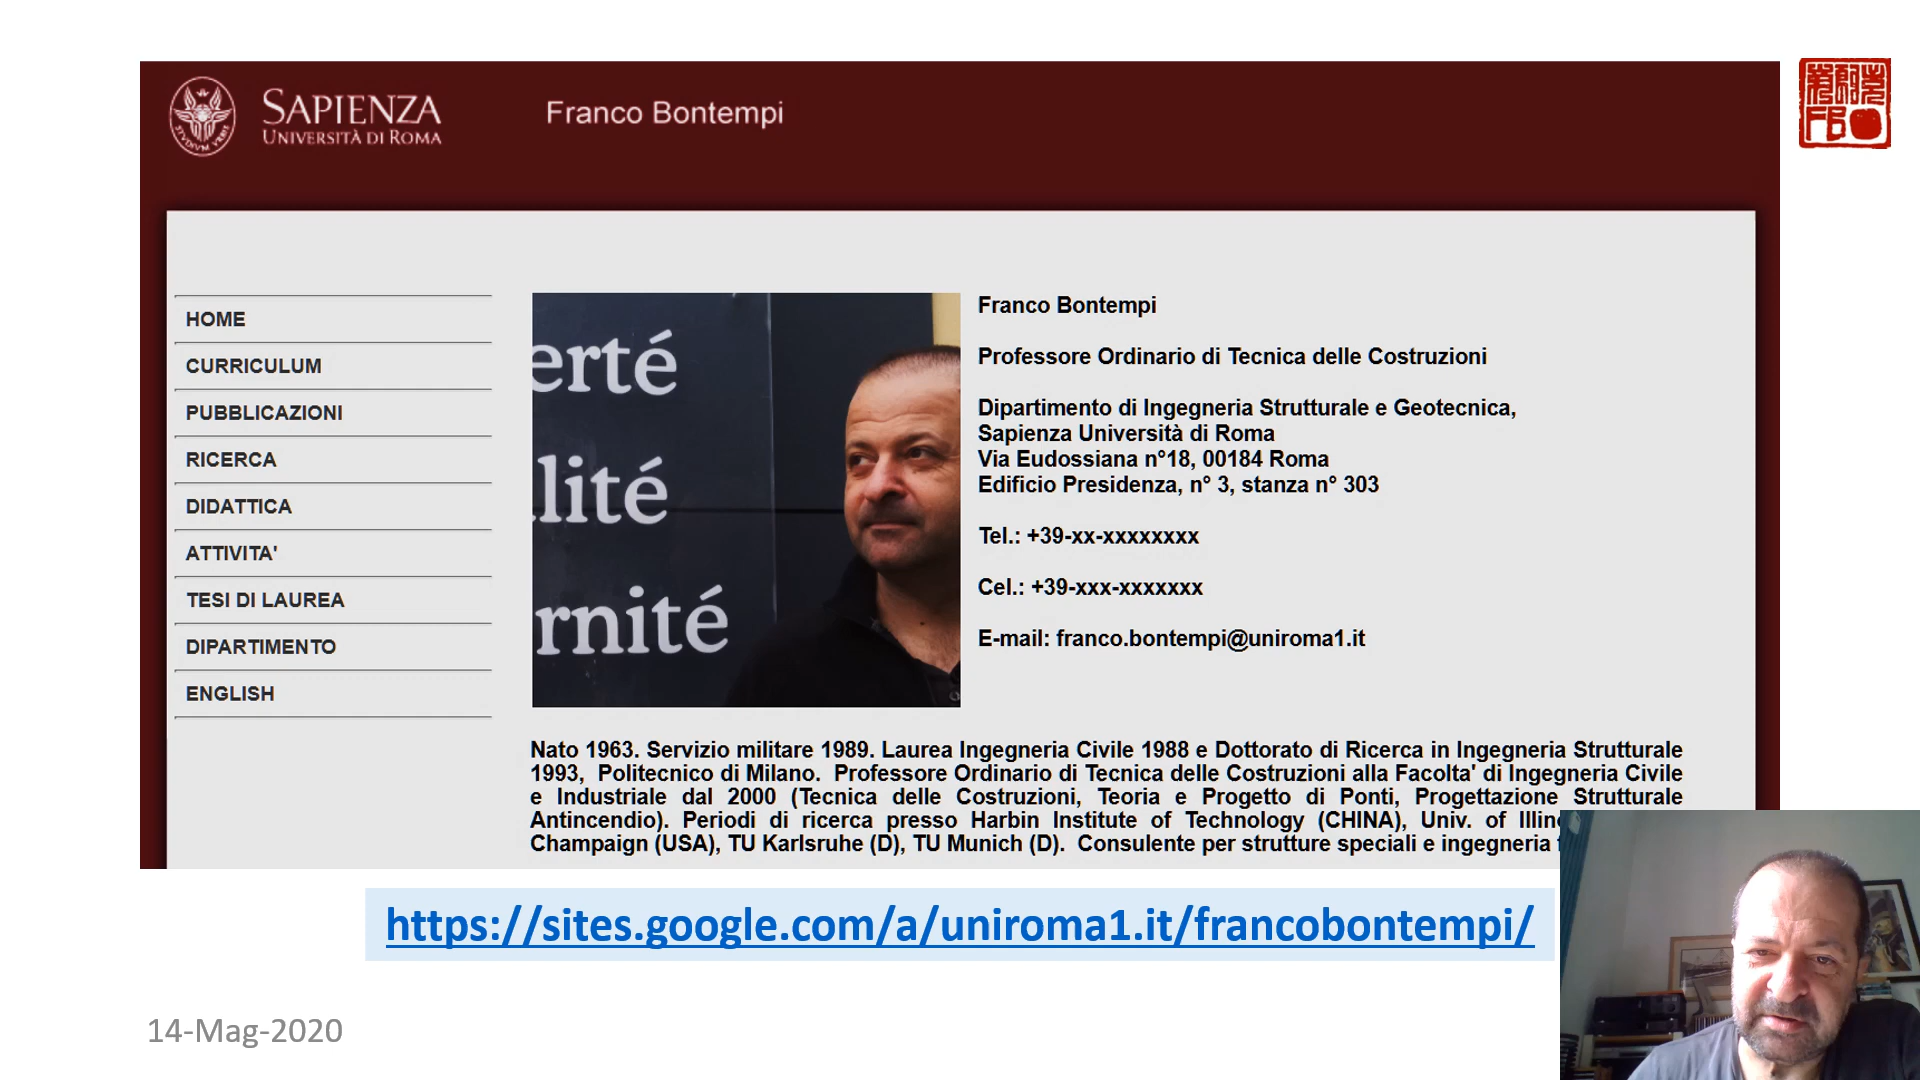 SAPIENZA
UNIVERSITÀ DI ROMA
Franco Bontempi
FB
HOME
CURRICULUM
PUBBLICAZIONI
RICERCA
DIDATTICA
ATTIVITA'
TESI DI LAUREA
DIPARTIMENTO
ENGLISH
erté
lité
rnité
Franco Bontempi
Professore Ordinario di Tecnica delle Costruzioni
Dipartimento di Ingegneria Strutturale e Geotecnica,
Sapienza Università di Roma
Via Eudossiana n°18, 00184 Roma
Edificio Presidenza, n° 3, stanza n° 303
Tel.: +39-xx-xxxxxxxx
Cel.: +39-xxx-xxxxxxx
E-mail: franco.bontempi@uniroma1.it
Nato 1963. Servizio militare 1989. Laurea Ingegneria Civile 1988 e Dottorato di Ricerca in Ingegneria Strutturale
1993, Politecnico di Milano. Professore Ordinario di Tecnica delle Costruzioni alla Facolta' di Ingegneria Civile
e Industriale dal 2000 (Tecnica delle Costruzioni, Teoria e Progetto di Ponti, Progettazione Strutturale
Antincendio). Periodi di ricerca presso Harbin Institute of Technology (CHINA), Univ. of
Champaign (USA), TU Karlsruhe (D), TU Munich (D). Consulente per strutture speciali e ingegneria
https://sites.google.com/a/uniroma1.it/francobontempi/
14-Mag-2020